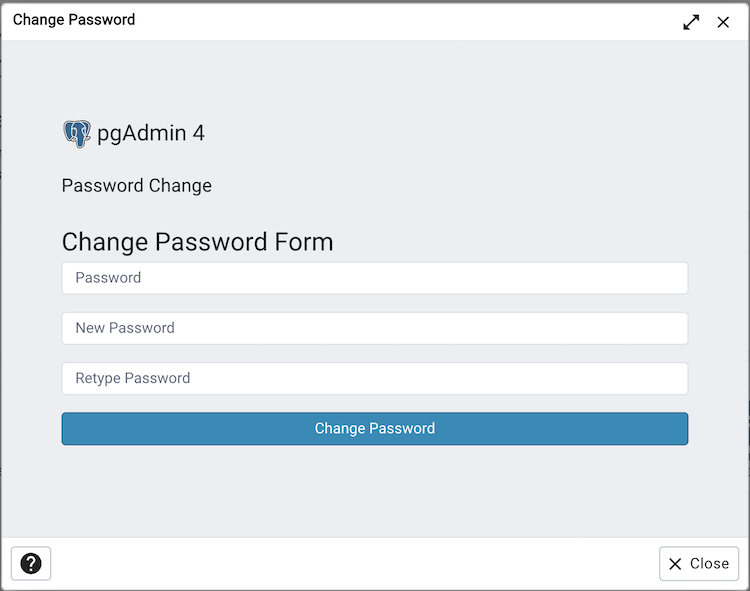 Change Password
pgAdmin 4
Password Change
Change Password Form
Password
New Password
Retype Password
Change Password
?
Close